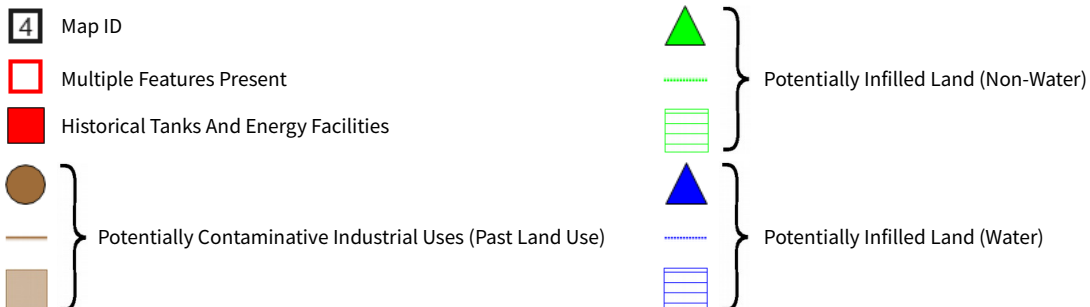 4
Map ID
Multiple Features Present
Historical Tanks And Energy Facilities
Potentially Contaminative Industrial Uses (Past Land Use)
Potentially Infilled Land (Non-Water)
Potentially Infilled Land (Water)